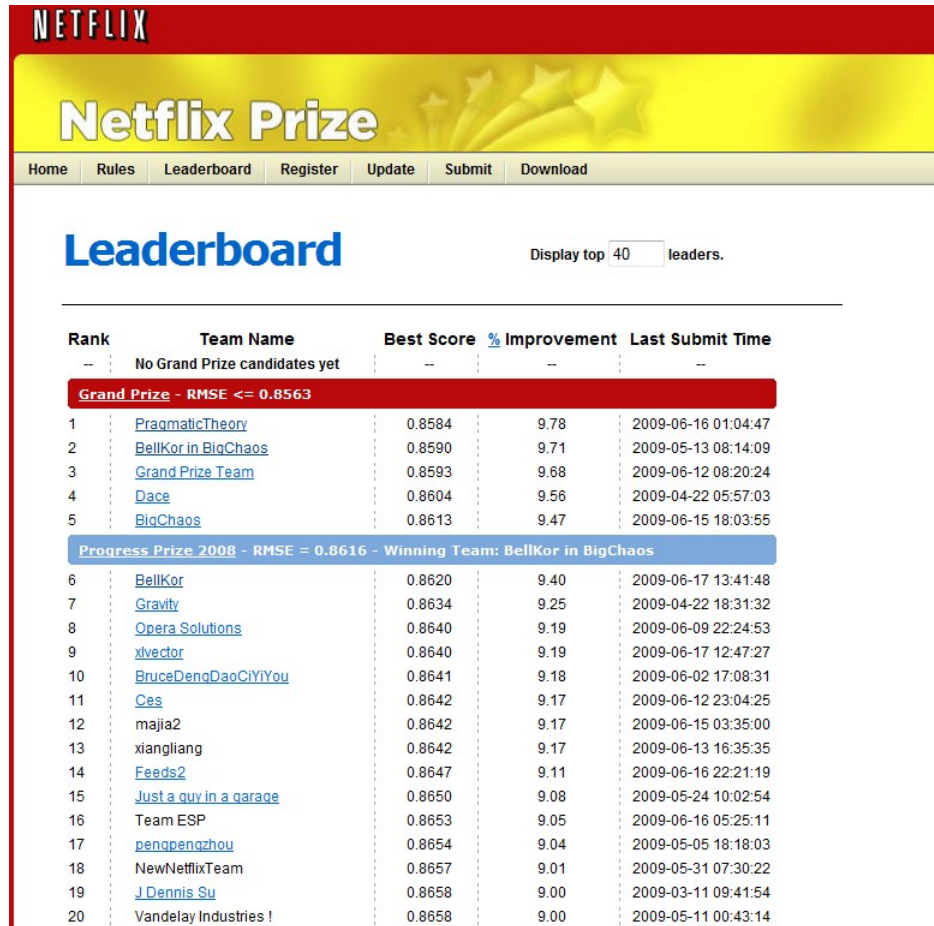 NETFLIX
Netflix Prize
Home Rules Leaderboard Register Update Submit Download
Leaderboard
Display top 40 leaders.
Rank Team Name Best Score % Improvement Last Submit Time
-- No Grand Prize candidates yet -- -- --
Grand Prize - RMSE <= 0.8563
1 PragmaticTheory 0.8584 9.78 2009-06-16 01:04:47
2 BellKor in BigChaos 0.8590 9.71 2009-05-13 08:14:09
3 Grand Prize Team 0.8593 9.68 2009-06-12 08:20:24
4 Dace 0.8604 9.56 2009-04-22 05:57:03
5 BigChaos 0.8613 9.47 2009-06-15 18:03:55
Progress Prize 2008 - RMSE = 0.8616 - Winning Team: BellKor in BigChaos
6 BellKor 0.8620 9.40 2009-06-17 13:41:48
7 Gravity 0.8634 9.25 2009-04-22 18:31:32
8 Opera Solutions 0.8640 9.19 2009-06-09 22:24:53
9 xlvector 0.8640 9.19 2009-06-17 12:47:27
10 BruceDengDaoCiYiYou 0.8641 9.18 2009-06-02 17:08:31
11 Ces 0.8642 9.17 2009-06-12 23:04:25
12 majia2 0.8642 9.17 2009-06-15 03:35:00
13 xiangliang 0.8642 9.17 2009-06-13 16:35:35
14 Feeds2 0.8647 9.11 2009-06-16 22:21:19
15 Just a guy in a garage 0.8650 9.08 2009-05-24 10:02:54
16 Team ESP 0.8653 9.05 2009-06-16 05:25:11
17 pengpengzhou 0.8654 9.04 2009-05-05 18:18:03
18 NewNetflixTeam 0.8657 9.01 2009-05-31 07:30:22
19 J Dennis Su 0.8658 9.00 2009-03-11 09:41:54
20 Vandelay Industries ! 0.8658 9.00 2009-05-11 00:43:14